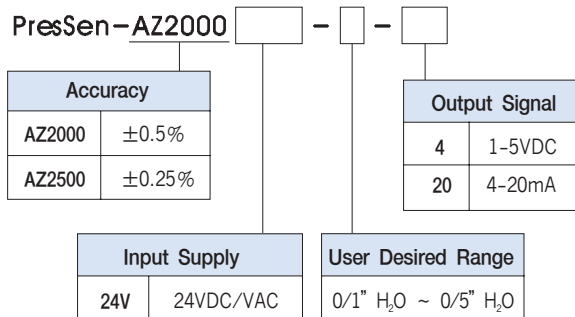 PresSen-AZ2000 - -
Accuracy
AZ2000 ±0.5%
AZ2500 ±0.25%
Output Signal
4 1-5VDC
20 4-20mA
Input Supply
24V 24VDC/VAC
User Desired Range
0/1" H₂O ~ 0/5" H₂O